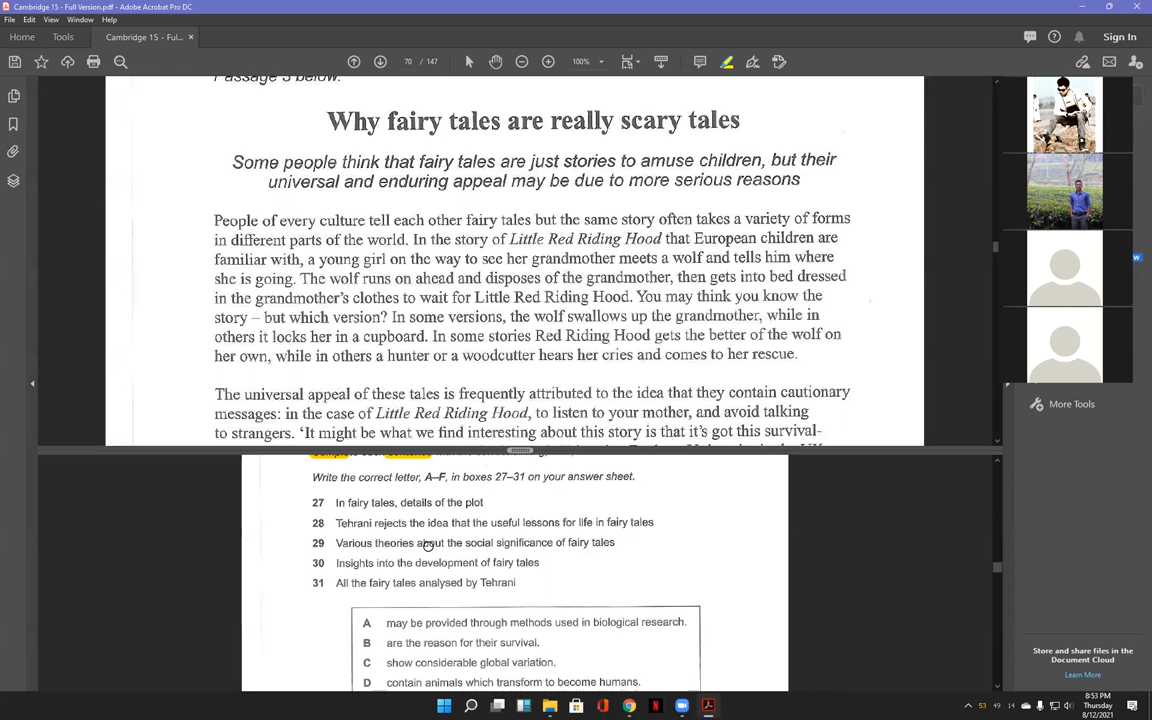 Cambridge 15 - Full Version.pdf - Adobe Acrobat Pro DC
File Edit View Window Help
Home Tools Cambridge 15 - Full... × Sign In
70 / 147 100%
Passage 3 below.
Why fairy tales are really scary tales
Some people think that fairy tales are just stories to amuse children, but their
universal and enduring appeal may be due to more serious reasons
People of every culture tell each other fairy tales but the same story often takes a variety of forms
in different parts of the world. In the story of Little Red Riding Hood that European children are
familiar with, a young girl on the way to see her grandmother meets a wolf and tells him where
she is going. The wolf runs on ahead and disposes of the grandmother, then gets into bed dressed
in the grandmother's clothes to wait for Little Red Riding Hood. You may think you know the
story – but which version? In some versions, the wolf swallows up the grandmother, while in
others it locks her in a cupboard. In some stories Red Riding Hood gets the better of the wolf on
her own, while in others a hunter or a woodcutter hears her cries and comes to her rescue.
The universal appeal of these tales is frequently attributed to the idea that they contain cautionary
messages: in the case of Little Red Riding Hood, to listen to your mother, and avoid talking
to strangers. 'It might be what we find interesting about this story is that it's got this survival-
Write the correct letter, A–F, in boxes 27–31 on your answer sheet.
27 In fairy tales, details of the plot
28 Tehrani rejects the idea that the useful lessons for life in fairy tales
29 Various theories about the social significance of fairy tales
30 Insights into the development of fairy tales
31 All the fairy tales analysed by Tehrani
A may be provided through methods used in biological research.
B are the reason for their survival.
C show considerable global variation.
D contain animals which transform to become humans.
More Tools
Store and share files in the
Document Cloud
Learn More
53 49 14
8:53 PM
Thursday
8/12/2021